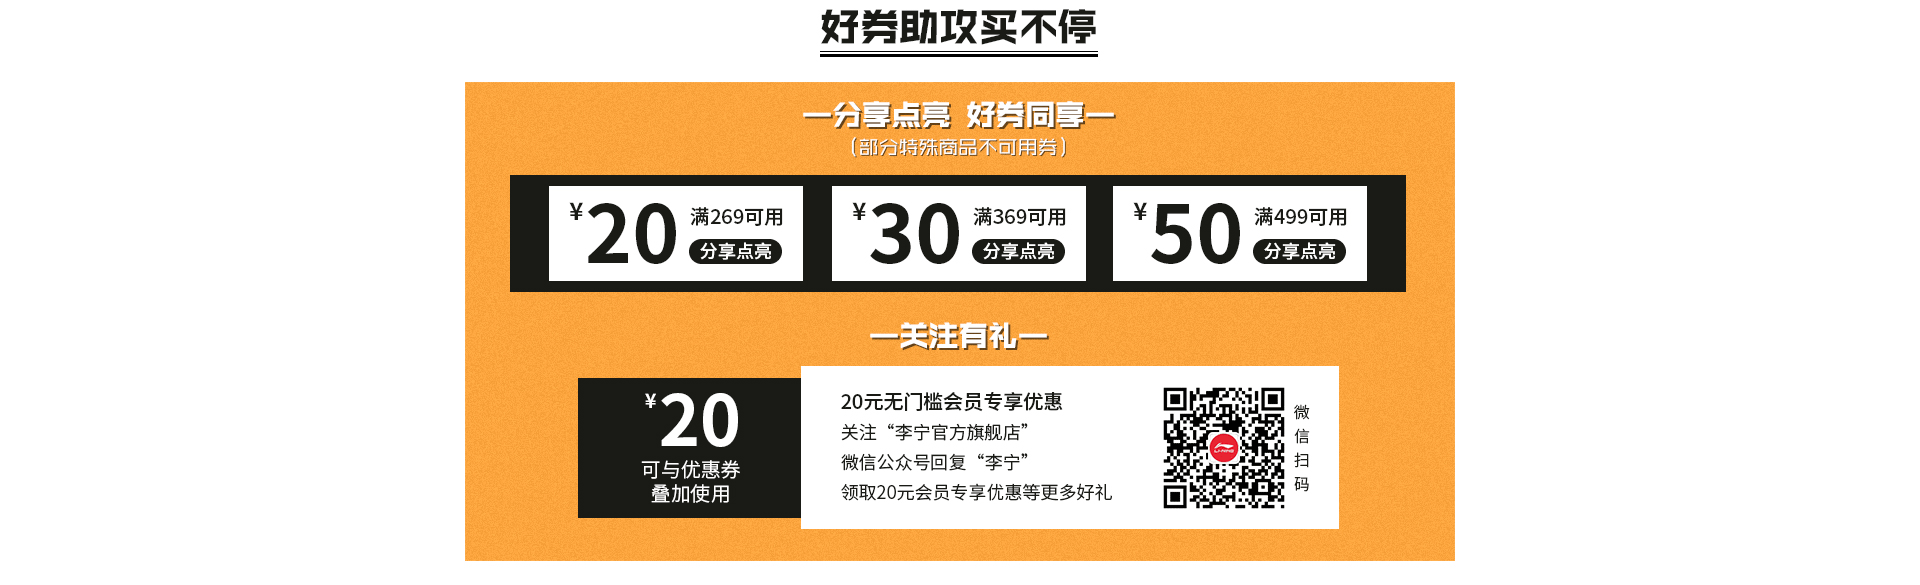 好券助攻买不停
分享点亮 好券同享
(部分特殊商品不可用券)
¥20 满269可用
分享点亮
¥30 满369可用
分享点亮
¥50 满499可用
分享点亮
关注有礼
¥20
可与优惠券
叠加使用
20元无门槛会员专享优惠
关注“李宁官方旗舰店”
微信公众号回复“李宁”
领取20元会员专享优惠等更多好礼
LI-NING
微信扫码